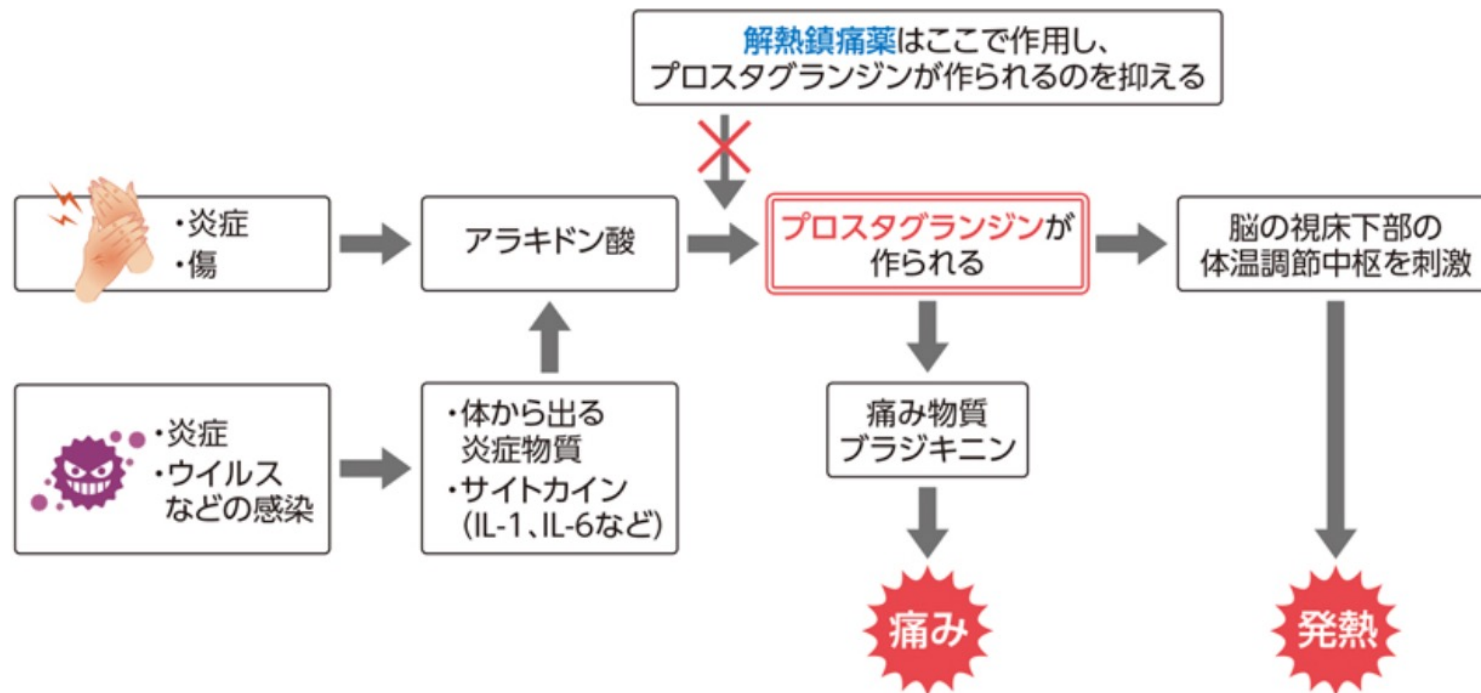 解熱鎮痛薬はここで作用し、
プロスタグランジンが作られるのを抑える
・炎症
・傷
アラキドン酸
プロスタグランジンが
作られる
脳の視床下部の
体温調節中枢を刺激
・炎症
・ウイルス
などの感染
・体から出る
炎症物質
・サイトカイン
(IL-1、IL-6など)
痛み物質
ブラジキニン
痛み
発熱